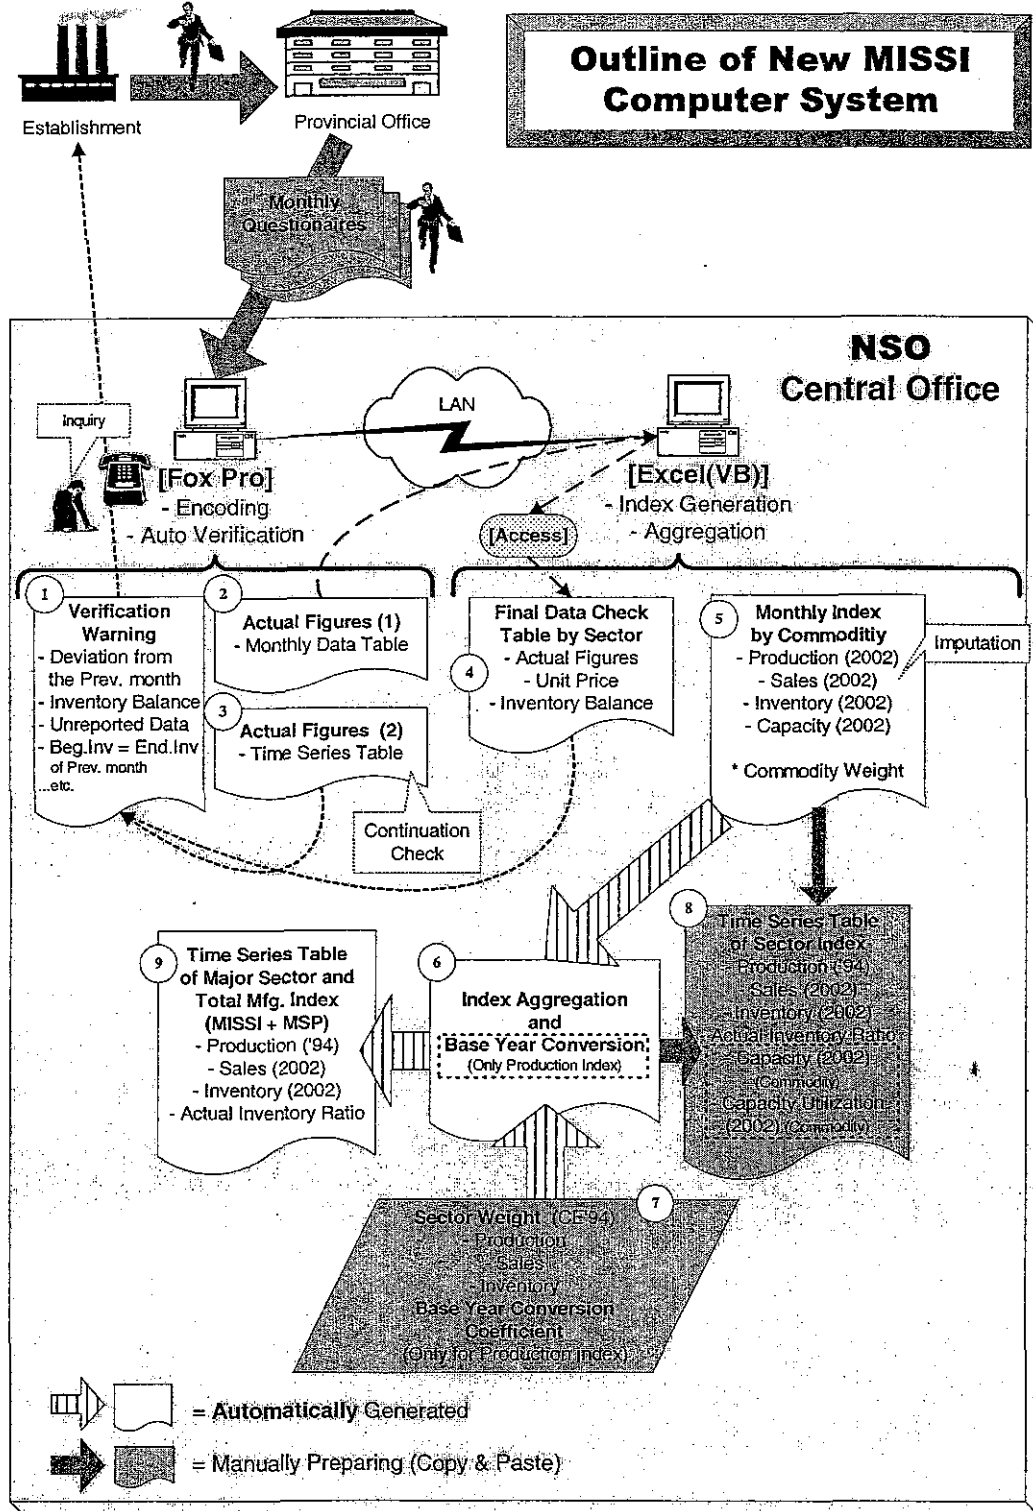 Outline of New MISSI
Computer System
Establishment
Provincial Office
Monthly
Questionaires
NSO
Central Office
LAN
Inquiry
[Fox Pro]
- Encoding
- Auto Verification
[Excel(VB)]
- Index Generation
- Aggregation
[Access]
1
Verification
Warning
- Deviation from
the Prev. month
- Inventory Balance
- Unreported Data
- Beg.Inv = End.Inv
of Prev. month
...etc.
2
Actual Figures (1)
- Monthly Data Table
3
Actual Figures (2)
- Time Series Table
Continuation
Check
4
Final Data Check
Table by Sector
- Actual Figures
- Unit Price
- Inventory Balance
5
Monthly Index
by Commoditiy
- Production (2002)
- Sales (2002)
- Inventory (2002)
- Capacity (2002)
* Commodity Weight
Imputation
9
Time Series Table
of Major Sector and
Total Mfg. Index
(MISSI + MSP)
- Production ('94)
- Sales (2002)
- Inventory (2002)
- Actual Inventory Ratio
6
Index Aggregation
and
Base Year Conversion
(Only Production Index)
8
Time Series Table
of Sector Index
- Production ('94)
- Sales (2002)
- Inventory (2002)
Actual Inventory Ratio
- Capacity (2002)
(Commodity)
Capacity Utilization
(2002) (Commodity)
7
Sector Weight (CE'94)
- Production
- Sales
- Inventory
Base Year Conversion
Coefficient
(Only for Production Index)
= Automatically Generated
= Manually Preparing (Copy & Paste)